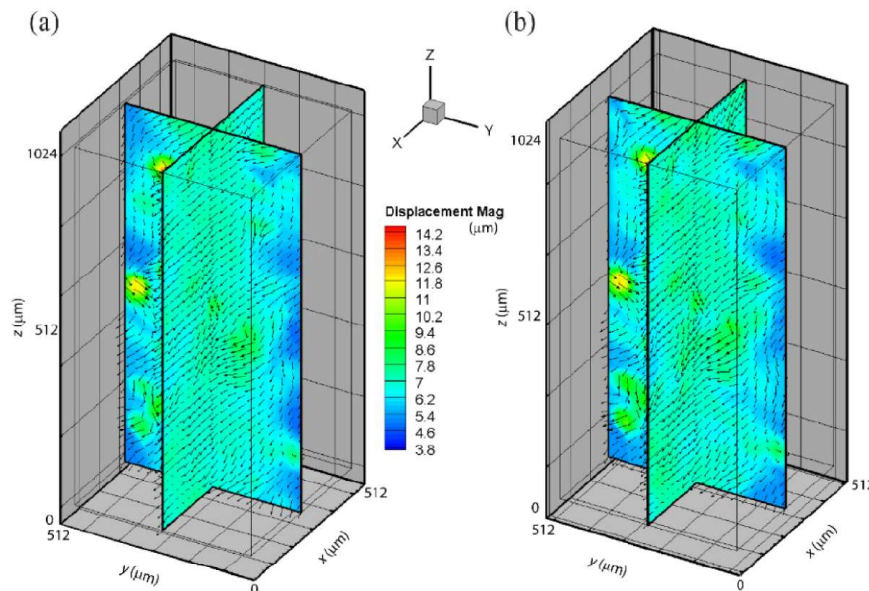 (a)
(b)
Z
X
Y
1024
512
0
z (μm)
512
y (μm)
0
x (μm)
512
Displacement Mag
(μm)
14.2
13.4
12.6
11.8
11
10.2
9.4
8.6
7.8
7
6.2
5.4
4.6
3.8
1024
512
0
z (μm)
512
y (μm)
0
x (μm)
512